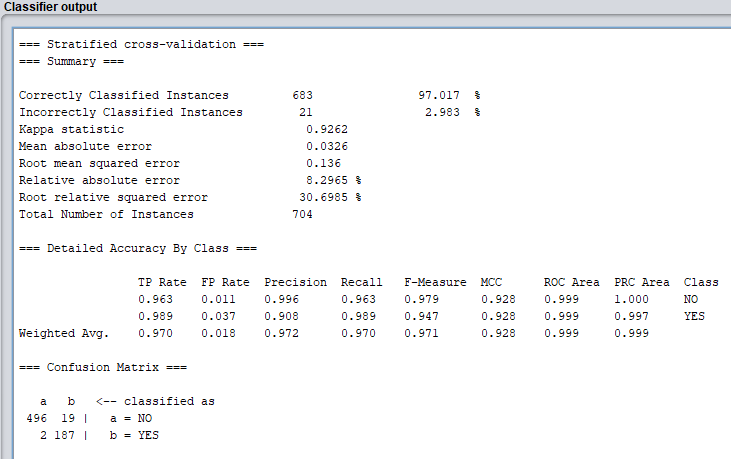 Classifier output
=== Stratified cross-validation ===
=== Summary ===
Correctly Classified Instances 683 97.017 %
Incorrectly Classified Instances 21 2.983 %
Kappa statistic 0.9262
Mean absolute error 0.0326
Root mean squared error 0.136
Relative absolute error 8.2965 %
Root relative squared error 30.6985 %
Total Number of Instances 704
=== Detailed Accuracy By Class ===
TP Rate FP Rate Precision Recall F-Measure MCC ROC Area PRC Area Class
0.963 0.011 0.996 0.963 0.979 0.928 0.999 1.000 NO
0.989 0.037 0.908 0.989 0.947 0.928 0.999 0.997 YES
Weighted Avg. 0.970 0.018 0.972 0.970 0.971 0.928 0.999 0.999
=== Confusion Matrix ===
a b <-- classified as
496 19 | a = NO
2 187 | b = YES